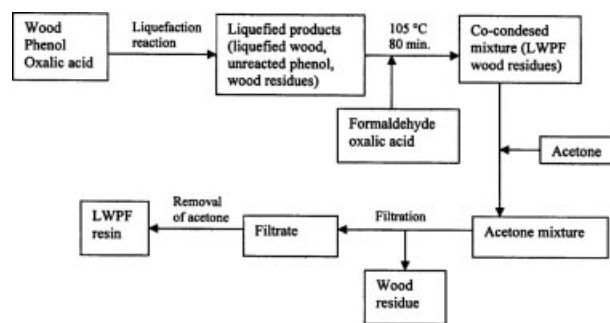 Wood
Phenol
Oxalic acid
Liquefaction
reaction
Liquefied products
(liquefied wood,
unreacted phenol,
wood residues)
105 °C
80 min.
Co-condesed
mixture (LWPF
wood residues)
Formaldehyde
oxalic acid
Acetone
LWPF
resin
Removal
of acetone
Filtrate
Filtration
Acetone mixture
Wood
residue